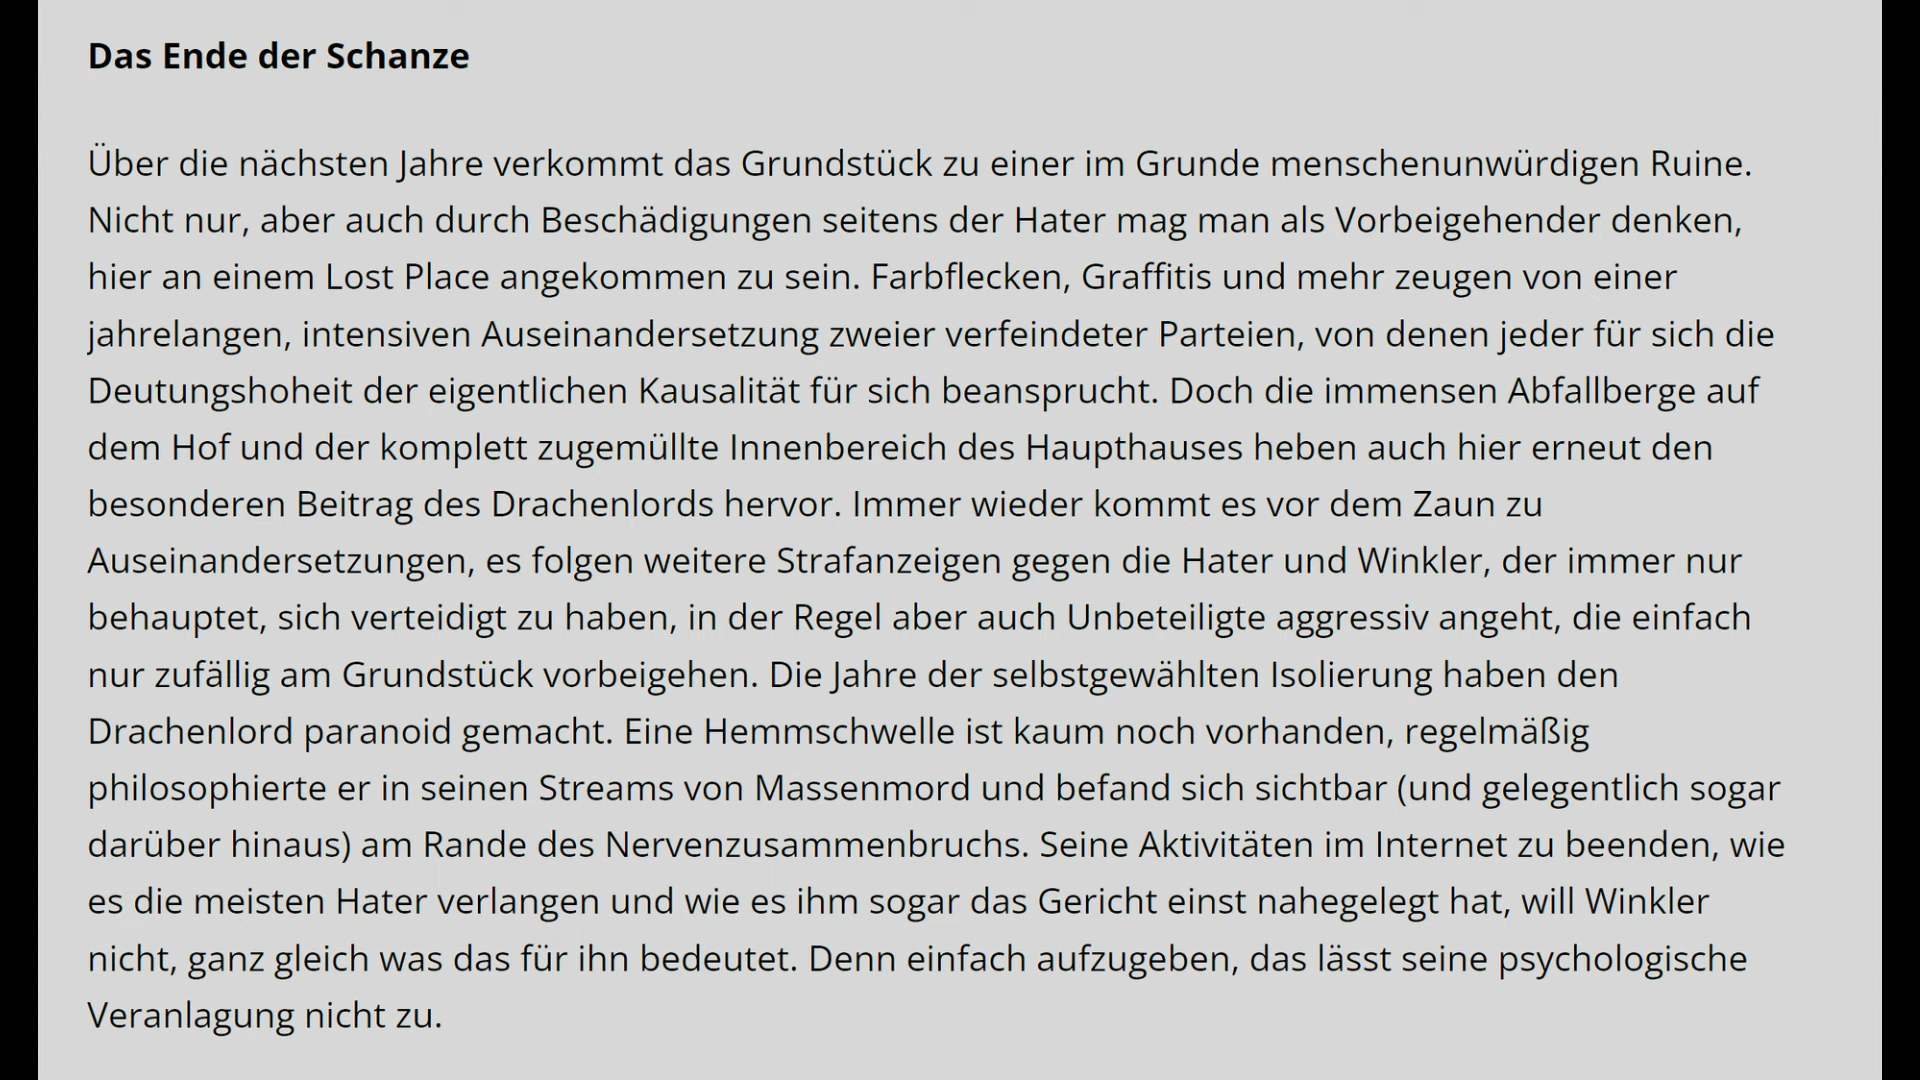 Das Ende der Schanze
Über die nächsten Jahre verkommt das Grundstück zu einer im Grunde menschenunwürdigen Ruine.
Nicht nur, aber auch durch Beschädigungen seitens der Hater mag man als Vorbeigehender denken,
hier an einem Lost Place angekommen zu sein. Farbflecken, Graffitis und mehr zeugen von einer
jahrelangen, intensiven Auseinandersetzung zweier verfeindeter Parteien, von denen jeder für sich die
Deutungshoheit der eigentlichen Kausalität für sich beansprucht. Doch die immensen Abfallberge auf
dem Hof und der komplett zugemüllte Innenbereich des Haupthauses heben auch hier erneut den
besonderen Beitrag des Drachenlords hervor. Immer wieder kommt es vor dem Zaun zu
Auseinandersetzungen, es folgen weitere Strafanzeigen gegen die Hater und Winkler, der immer nur
behauptet, sich verteidigt zu haben, in der Regel aber auch Unbeteiligte aggressiv angeht, die einfach
nur zufällig am Grundstück vorbeigehen. Die Jahre der selbstgewählten Isolierung haben den
Drachenlord paranoid gemacht. Eine Hemmschwelle ist kaum noch vorhanden, regelmäßig
philosophierte er in seinen Streams von Massenmord und befand sich sichtbar (und gelegentlich sogar
darüber hinaus) am Rande des Nervenzusammenbruchs. Seine Aktivitäten im Internet zu beenden, wie
es die meisten Hater verlangen und wie es ihm sogar das Gericht einst nahegelegt hat, will Winkler
nicht, ganz gleich was das für ihn bedeutet. Denn einfach aufzugeben, das lässt seine psychologische
Veranlagung nicht zu.